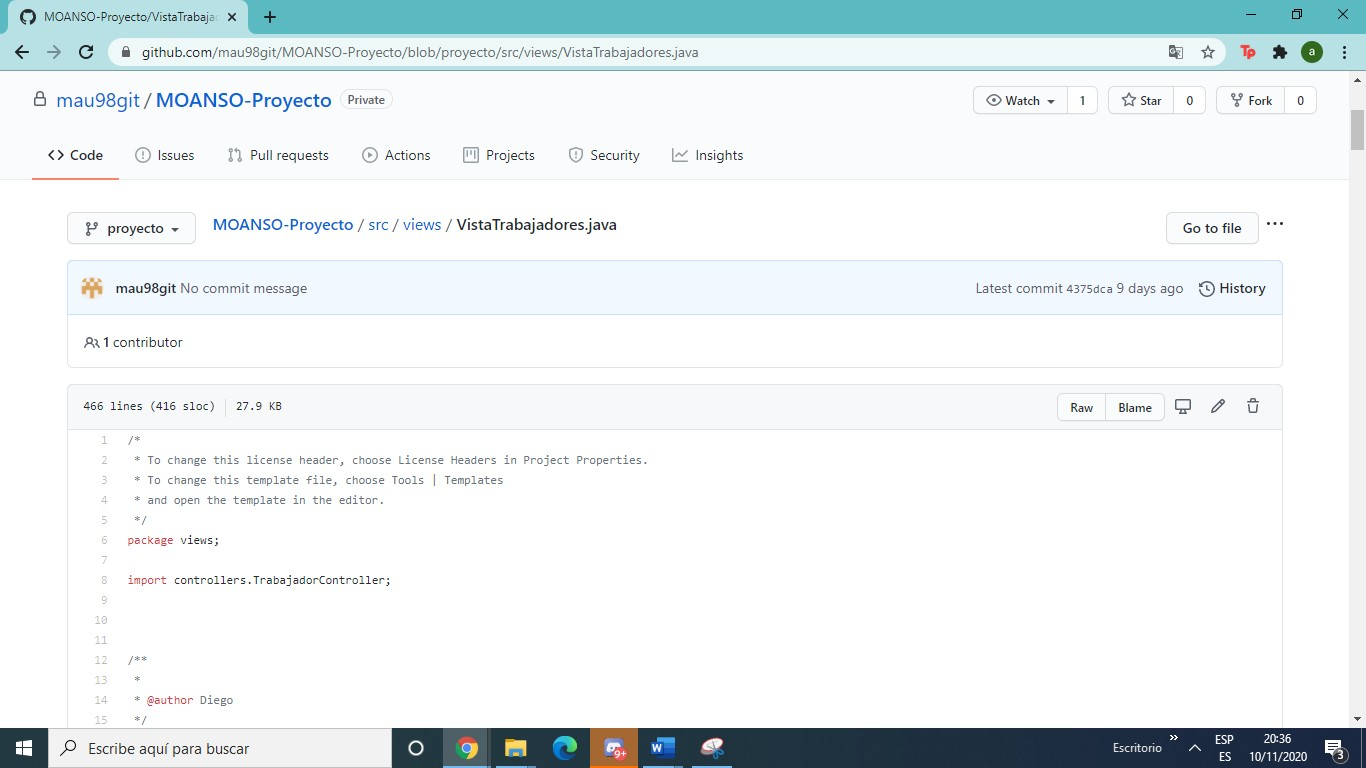 MOANSO-Proyecto/VistaTrabajad
github.com/mau98git/MOANSO-Proyecto/blob/proyecto/src/views/VistaTrabajadores.java
Tp
a
mau98git / MOANSO-Proyecto Private
Watch 1 Star 0 Fork 0
Code Issues Pull requests Actions Projects Security Insights
proyecto MOANSO-Proyecto / src / views / VistaTrabajadores.java Go to file ...
mau98git No commit message Latest commit 4375dca 9 days ago History
1 contributor
466 lines (416 sloc) 27.9 KB Raw Blame
1 /*
2 * To change this license header, choose License Headers in Project Properties.
3 * To change this template file, choose Tools | Templates
4 * and open the template in the editor.
5 */
6 package views;
7
8 import controllers.TrabajadorController;
9
10
11
12 /**
13 *
14 * @author Diego
15 */
Escribe aquí para buscar
9+
W
Escritorio
»
ESP
ES
20:36
10/11/2020
3